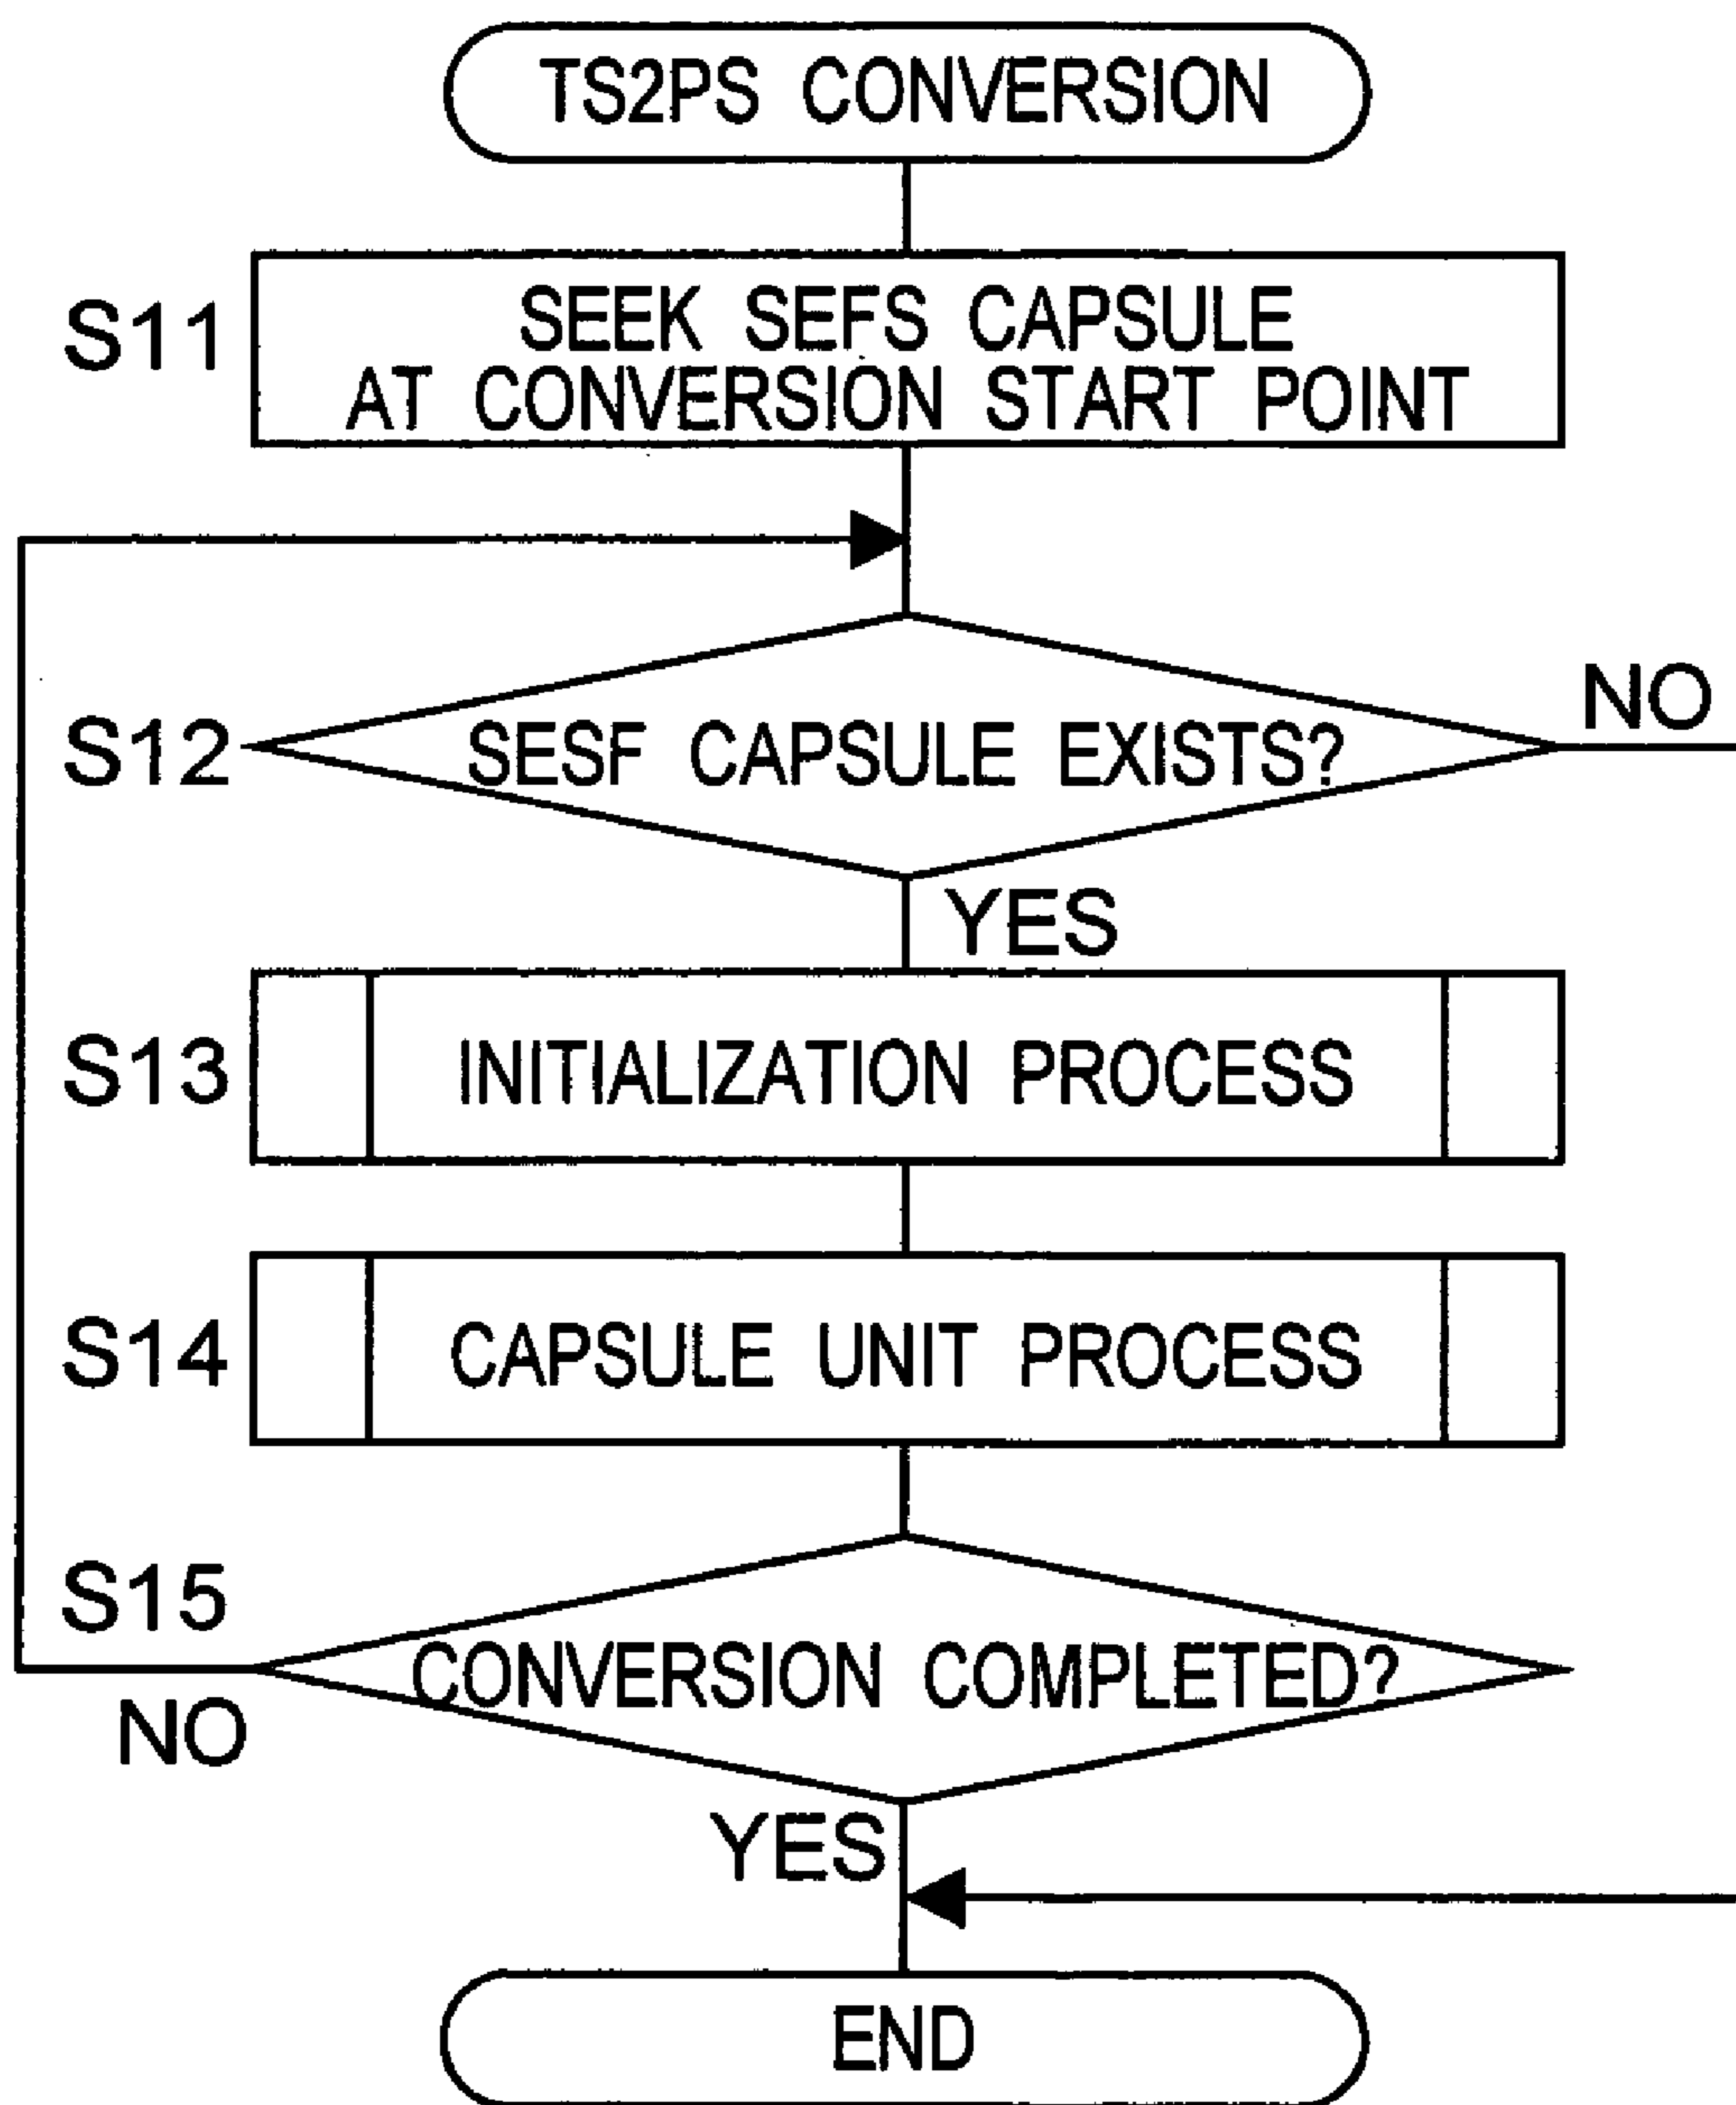 TS2PS CONVERSION
S11
SEEK SEFS CAPSULE
AT CONVERSION START POINT
S12
SESF CAPSULE EXISTS?
NO
YES
S13
INITIALIZATION PROCESS
S14
CAPSULE UNIT PROCESS
S15
CONVERSION COMPLETED?
NO
YES
END